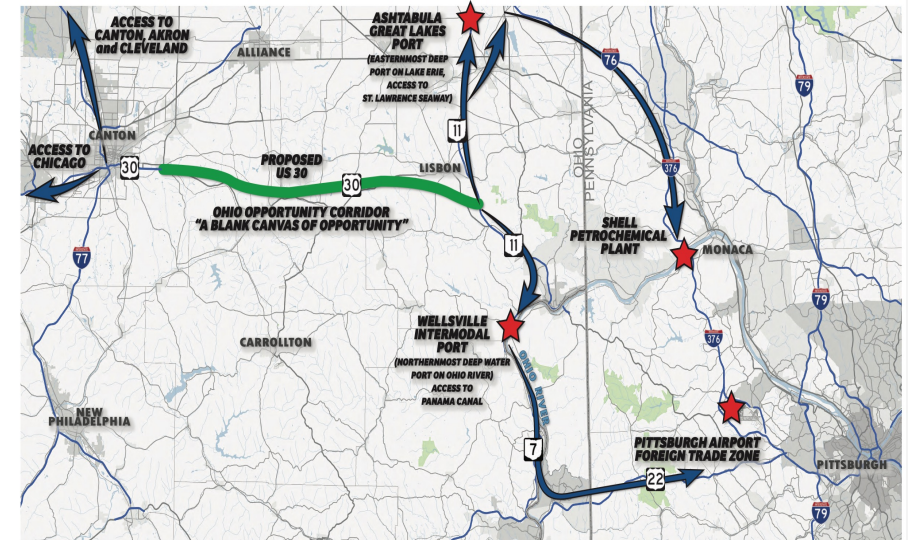 ACCESS TO
CANTON, AKRON
and CLEVELAND
ALLIANCE
ASHTABULA
GREAT LAKES
PORT
(EASTERNMOST DEEP
PORT ON LAKE ERIE,
ACCESS TO
ST. LAWRENCE SEAWAY)
76
79
CANTON
ACCESS TO
CHICAGO
30
PROPOSED
US 30
30
LISBON
11
OHIO
PENNSYLVANIA
376
OHIO OPPORTUNITY CORRIDOR
"A BLANK CANVAS OF OPPORTUNITY"
77
11
SHELL
PETROCHEMICAL
PLANT
MONACA
79
WELLSVILLE
INTERMODAL
PORT
(NORTHERNMOST DEEP WATER
PORT ON OHIO RIVER)
ACCESS TO
PANAMA CANAL
CARROLLTON
376
OHIO RIVER
NEW
PHILADELPHIA
7
PITTSBURGH AIRPORT
FOREIGN TRADE ZONE
22
PITTSBURGH
79